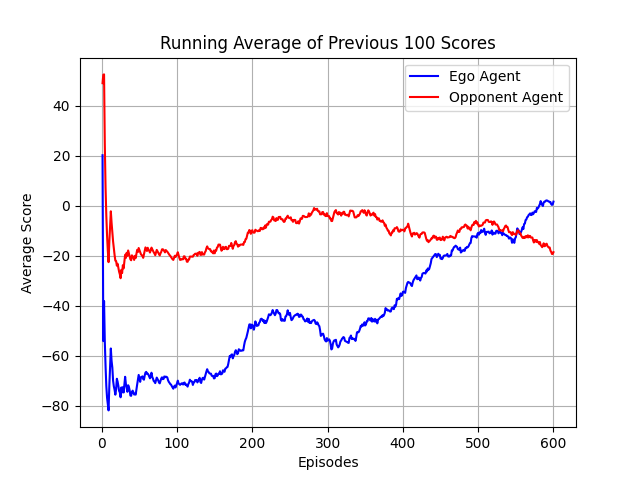 Running Average of Previous 100 Scores
Ego Agent
Opponent Agent
Average Score
40
20
0
−20
−40
−60
−80
0 100 200 300 400 500 600
Episodes